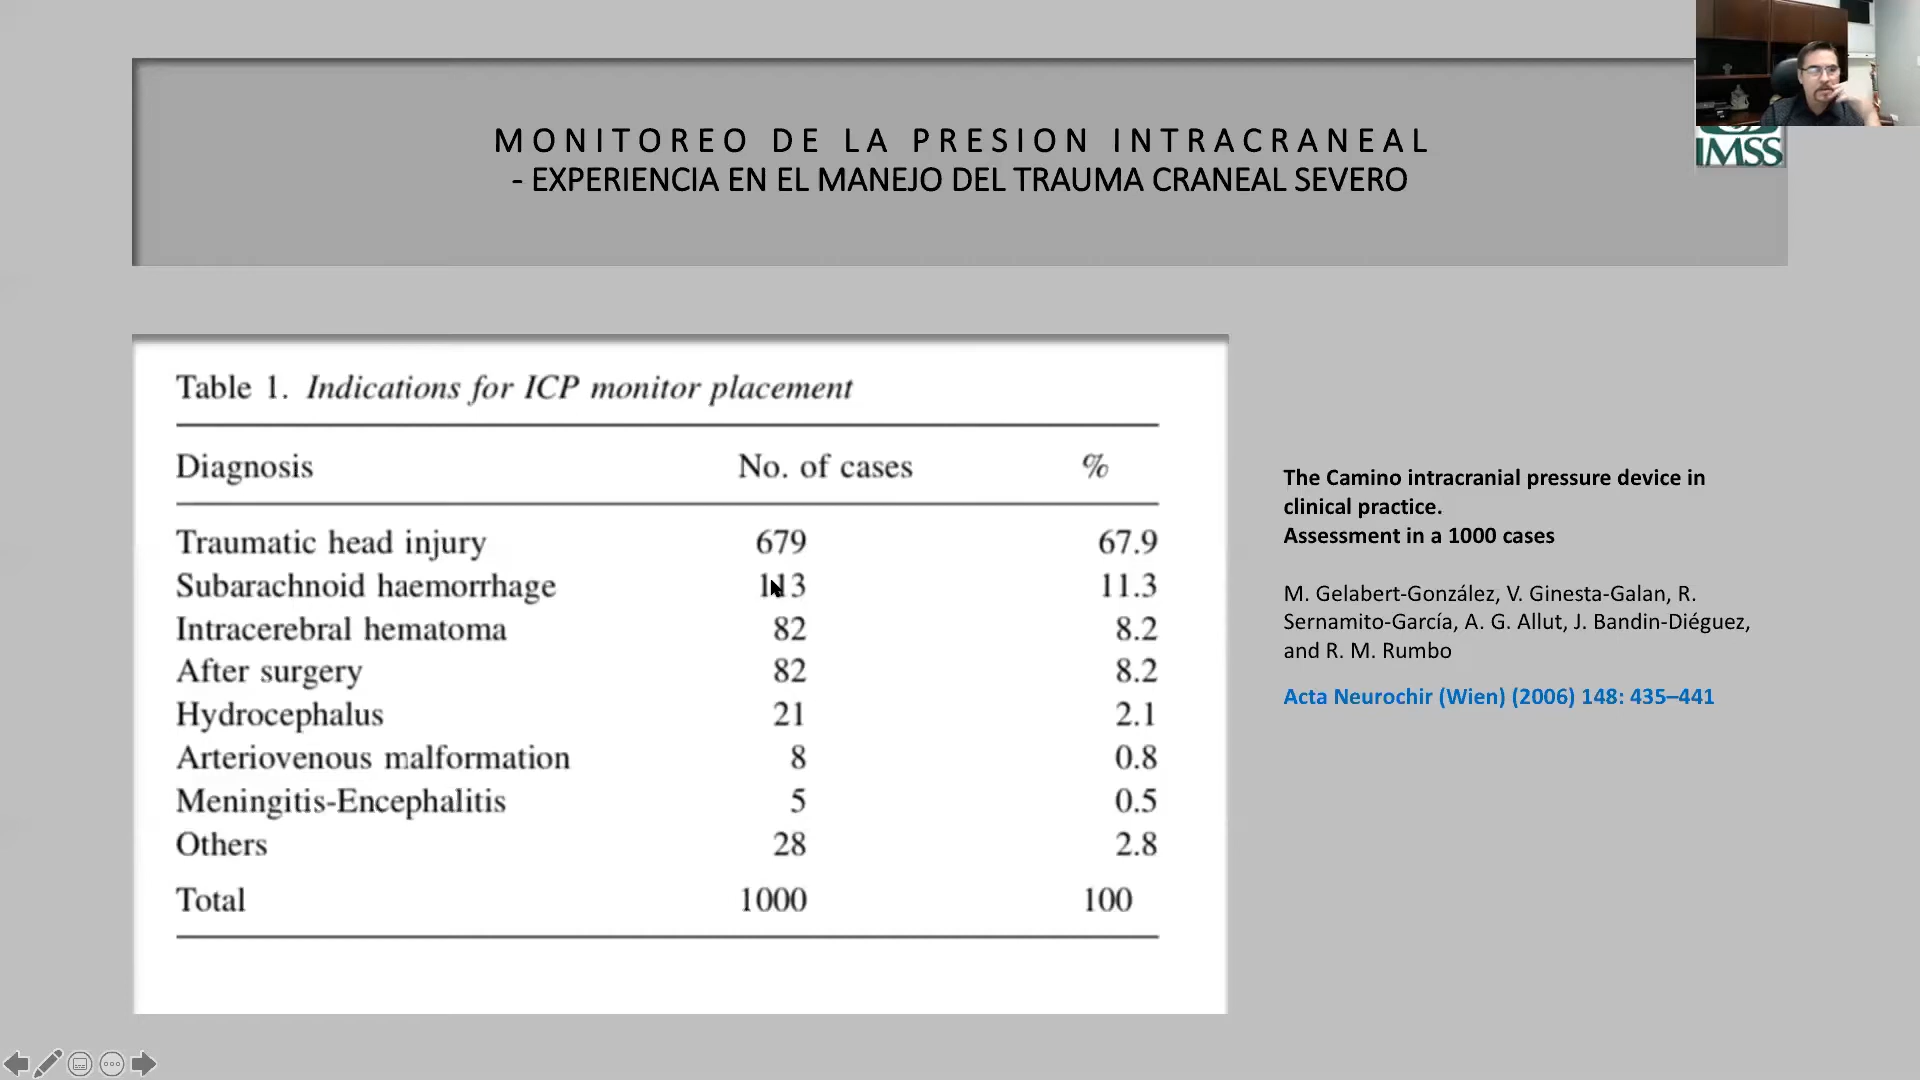 MONITOREO DE LA PRESION INTRACRANEAL
- EXPERIENCIA EN EL MANEJO DEL TRAUMA CRANEAL SEVERO
IMSS
Table 1. Indications for ICP monitor placement
Diagnosis No. of cases %
Traumatic head injury 679 67.9
Subarachnoid haemorrhage 113 11.3
Intracerebral hematoma 82 8.2
After surgery 82 8.2
Hydrocephalus 21 2.1
Arteriovenous malformation 8 0.8
Meningitis-Encephalitis 5 0.5
Others 28 2.8
Total 1000 100
The Camino intracranial pressure device in
clinical practice.
Assessment in a 1000 cases
M. Gelabert-González, V. Ginesta-Galan, R.
Sernamito-García, A. G. Allut, J. Bandin-Diéguez,
and R. M. Rumbo
Acta Neurochir (Wien) (2006) 148: 435–441